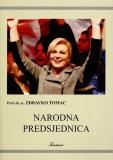 Prof. dr. sc. ZDRAVKO TOMAC
NARODNA
PREDSJEDNICA